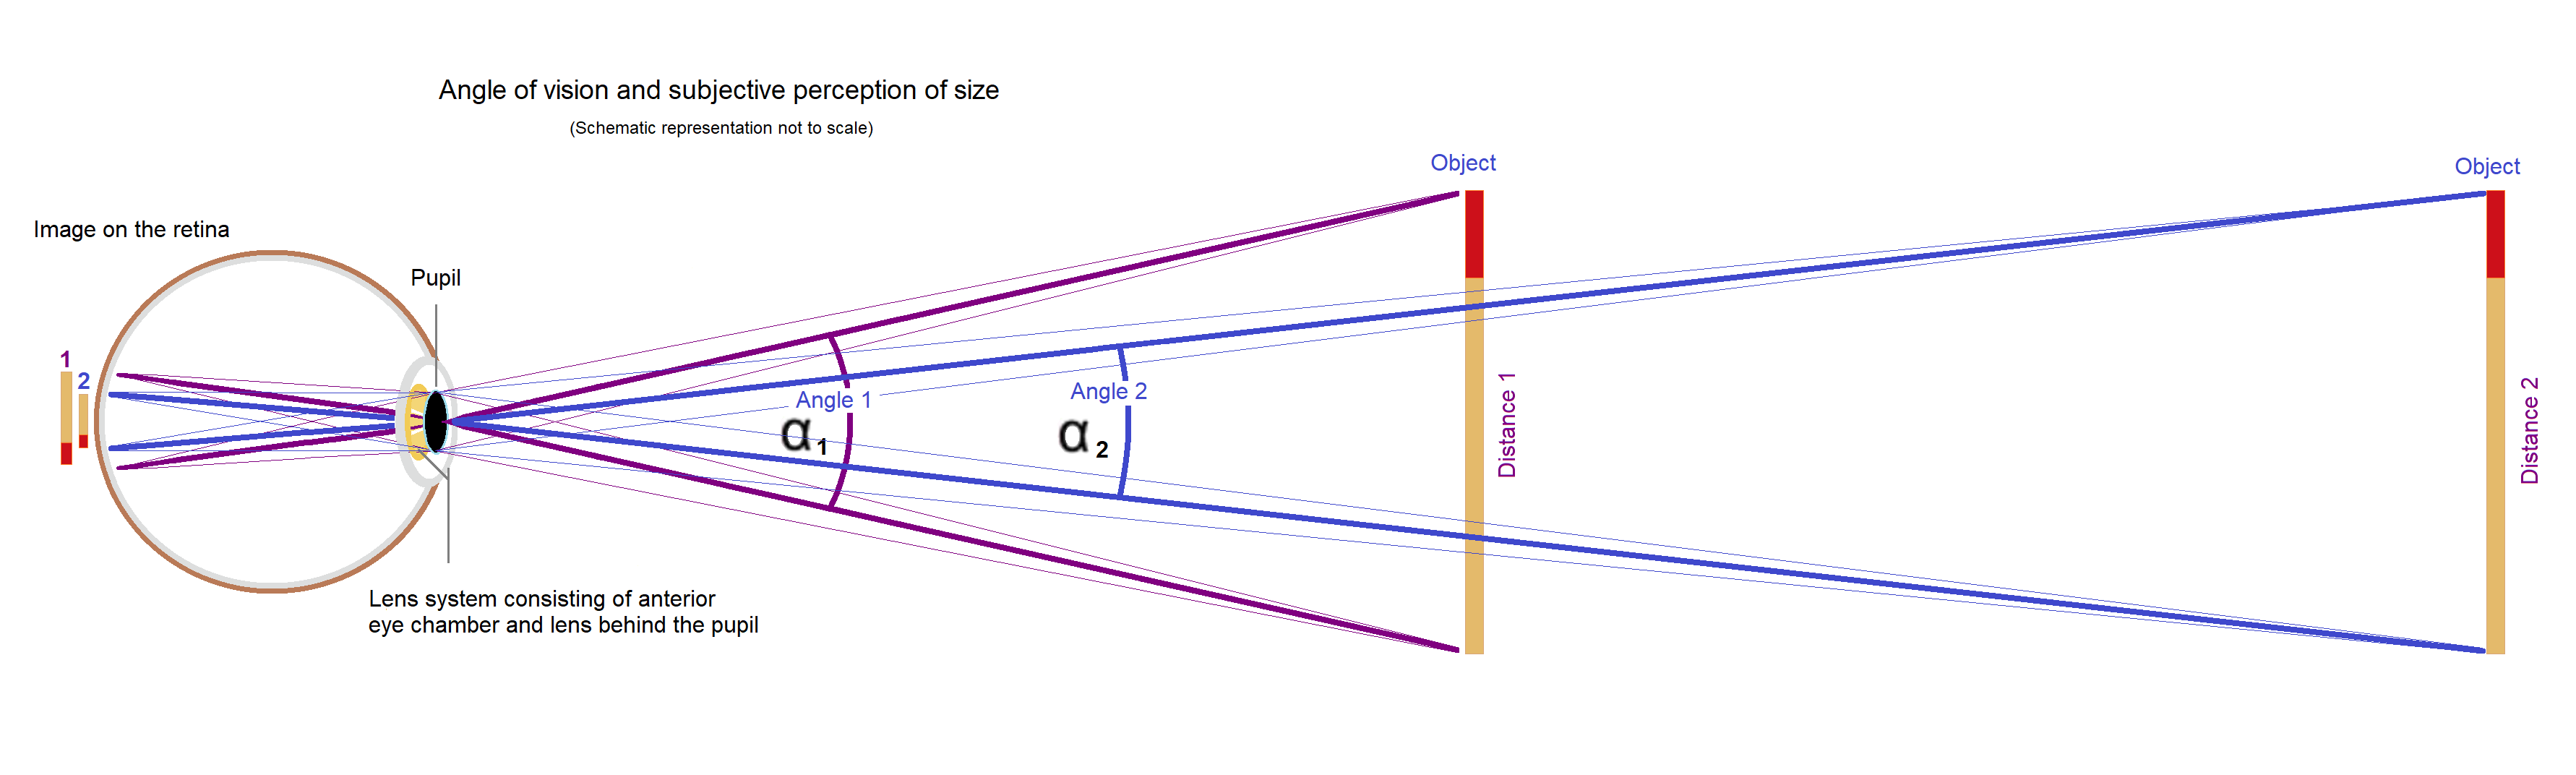 Angle of vision and subjective perception of size
(Schematic representation not to scale)
Object
Object
Image on the retina
Pupil
1
2
Angle 1
α 1
Angle 2
α 2
Distance 1
Distance 2
Lens system consisting of anterior
eye chamber and lens behind the pupil